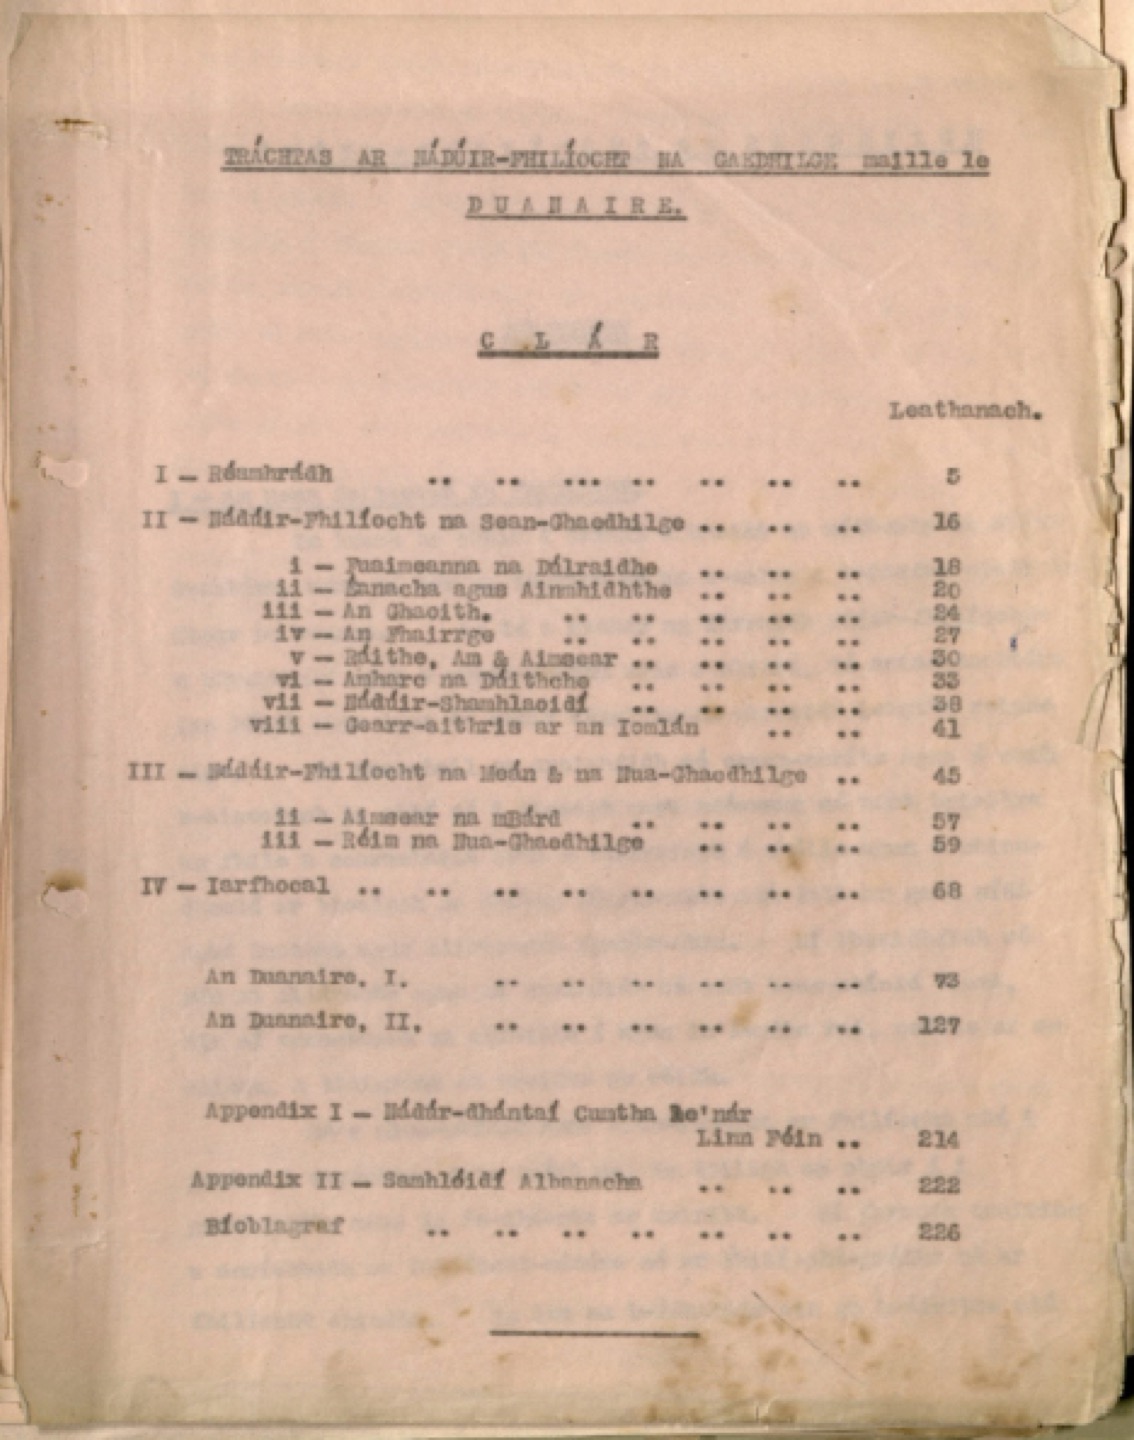 TRÁCHTAS AR NÁDÚIR-FHILÍOCHT NA GAEDHILGE maille le
DUANAIRE.
CLÁR
Leathanach.
I - Réamhrádh .. .. ... .. .. .. .. 5
II - Nádúir-Fhilíocht na Sean-Ghaedhilge .. .. .. 16
i - Fuaimeanna na Dúlraidhe .. .. .. 18
ii - Éanacha agus Ainmhidhthe .. .. .. 20
iii - An Ghaoith. .. .. .. .. .. 24
iv - An Fhairrge .. .. .. .. .. 27
v - Ráithe, Am & Aimsear .. .. .. .. 30
vi - Amharc na Dáithche .. .. .. .. 33
vii - Nádúir-Shamhlaoidí .. .. .. .. 38
viii - Gearr-aithris ar an Iomlán .. .. 41
III - Nádúir-Fhilíocht na Meán & na Nua-Ghaedhilge .. 45
ii - Aimsear na mBárd .. .. .. .. 57
iii - Réim na Nua-Ghaedhilge .. .. .. 59
IV - Iarfhocal .. .. .. .. .. .. .. .. 68
An Duanaire, I. .. .. .. .. .. .. 73
An Duanaire, II. .. .. .. .. .. .. 127
Appendix I - Nádúr-dhántaí Cumtha le'nár
Linn Féin .. 214
Appendix II - Samhlóidí Albanacha .. .. .. 222
Bíoblagraf .. .. .. .. .. .. .. 226